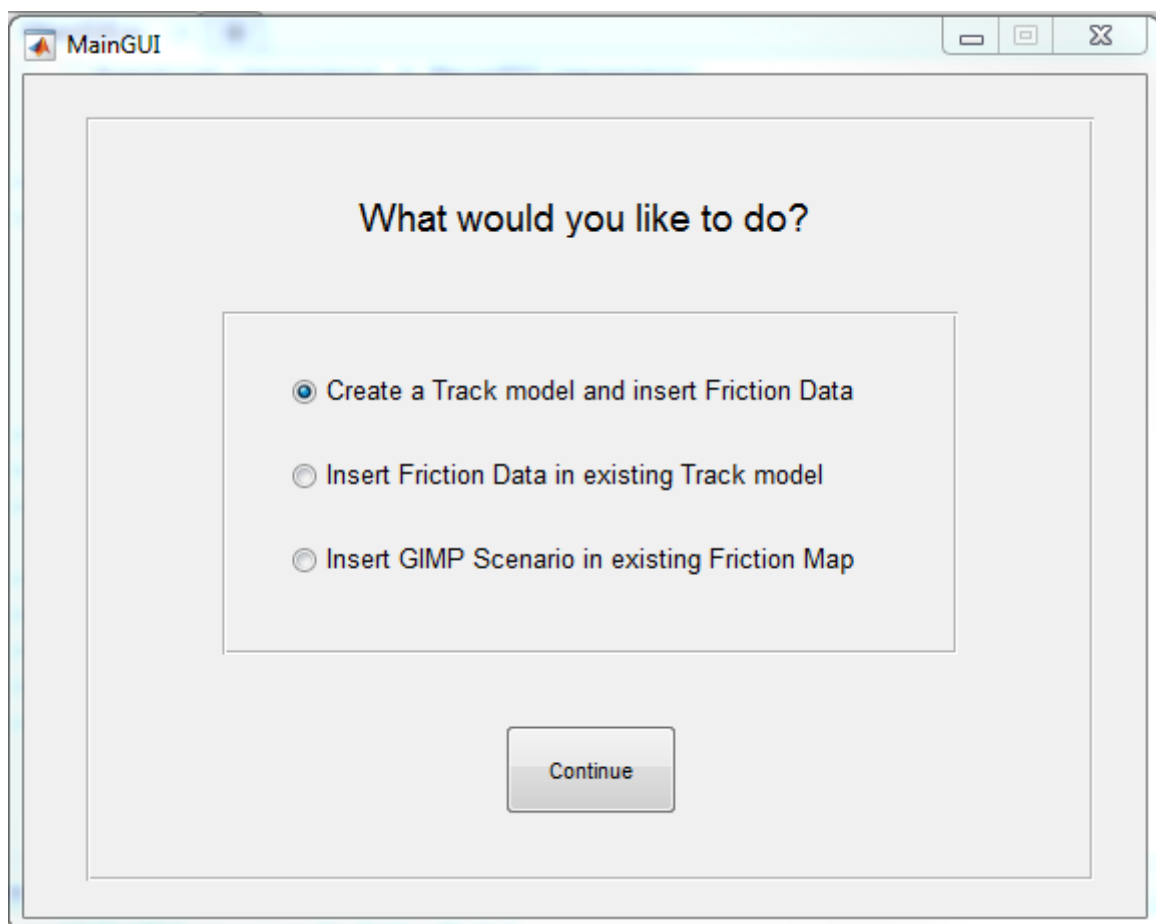 MainGUI
What would you like to do?
Create a Track model and insert Friction Data
Insert Friction Data in existing Track model
Insert GIMP Scenario in existing Friction Map
Continue